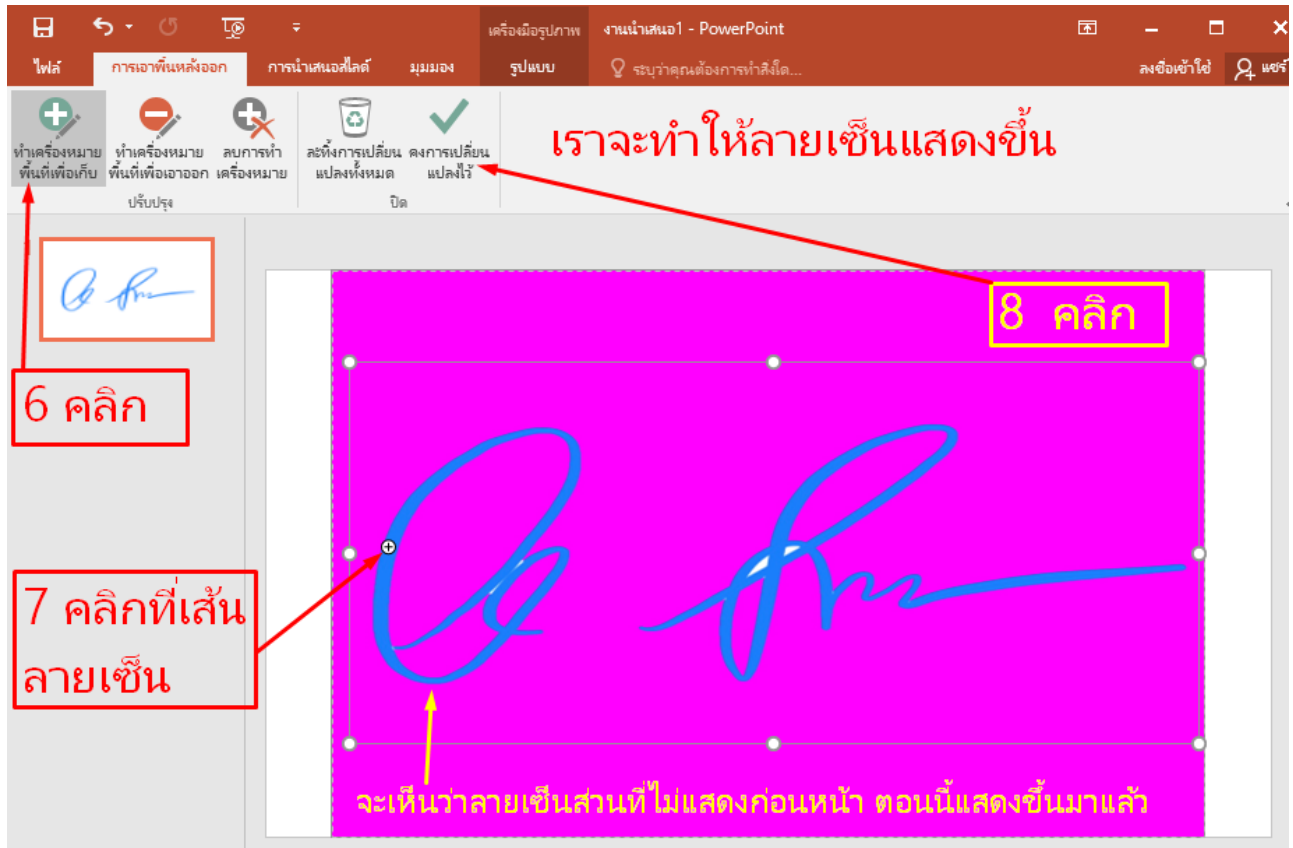 เครื่องมือรูปภาพ
งานนำเสนอ1 - PowerPoint
ไฟล์
การเอาพื้นหลังออก
การนำเสนอสไลด์
มุมมอง
รูปแบบ
ระบุว่าคุณต้องการทำสิ่งใด...
ลงชื่อเข้าใช้
แชร์
ทำเครื่องหมาย
พื้นที่เพื่อเก็บ
ทำเครื่องหมาย
พื้นที่เพื่อเอาออก
ลบการทำ
เครื่องหมาย
ละทิ้งการเปลี่ยน
แปลงทั้งหมด
คงการเปลี่ยน
แปลงไว้
ปรับปรุง
ปิด
เราจะทำให้ลายเซ็นแสดงขึ้น
8 คลิก
6 คลิก
7 คลิกที่เส้น
ลายเซ็น
จะเห็นว่าลายเซ็นส่วนที่ไม่แสดงก่อนหน้า ตอนนี้แสดงขึ้นมาแล้ว